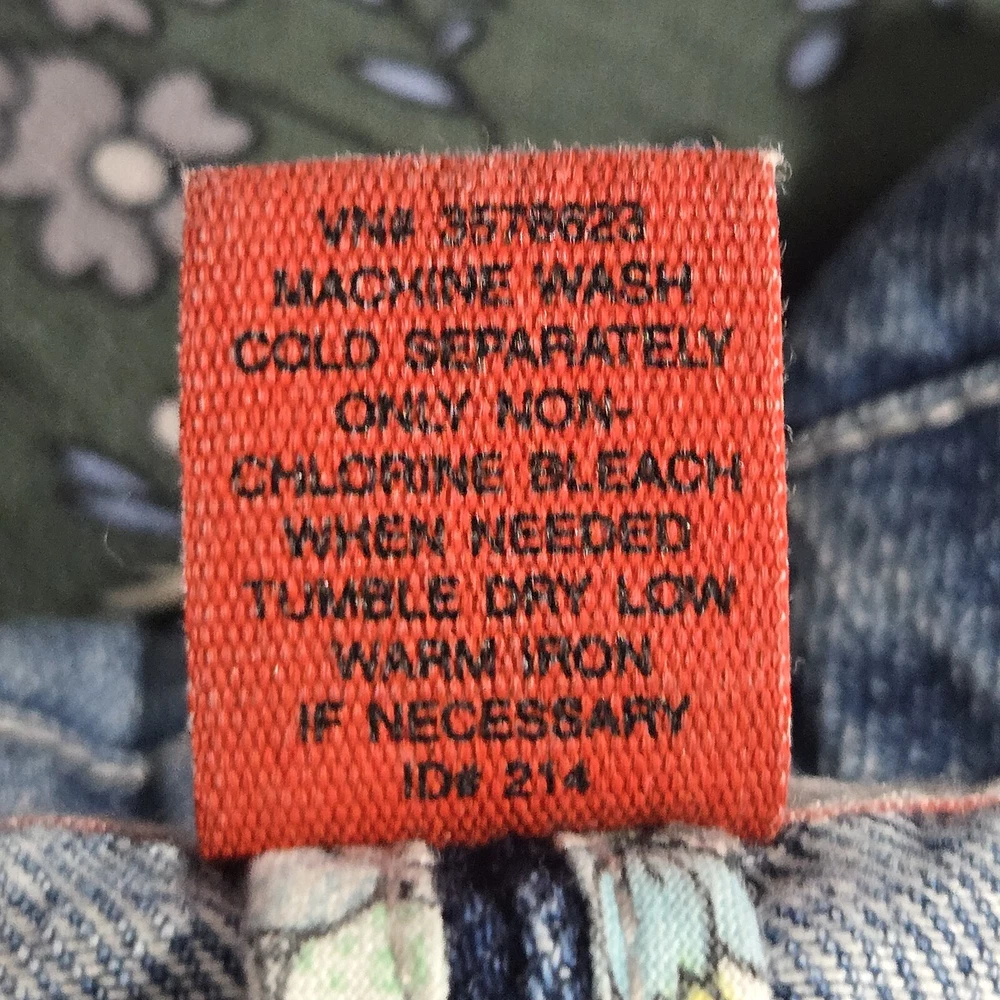 VN# 3578623
MACHINE WASH
COLD SEPARATELY
ONLY NON-
CHLORINE BLEACH
WHEN NEEDED
TUMBLE DRY LOW
WARM IRON
IF NECESSARY
ID# 214